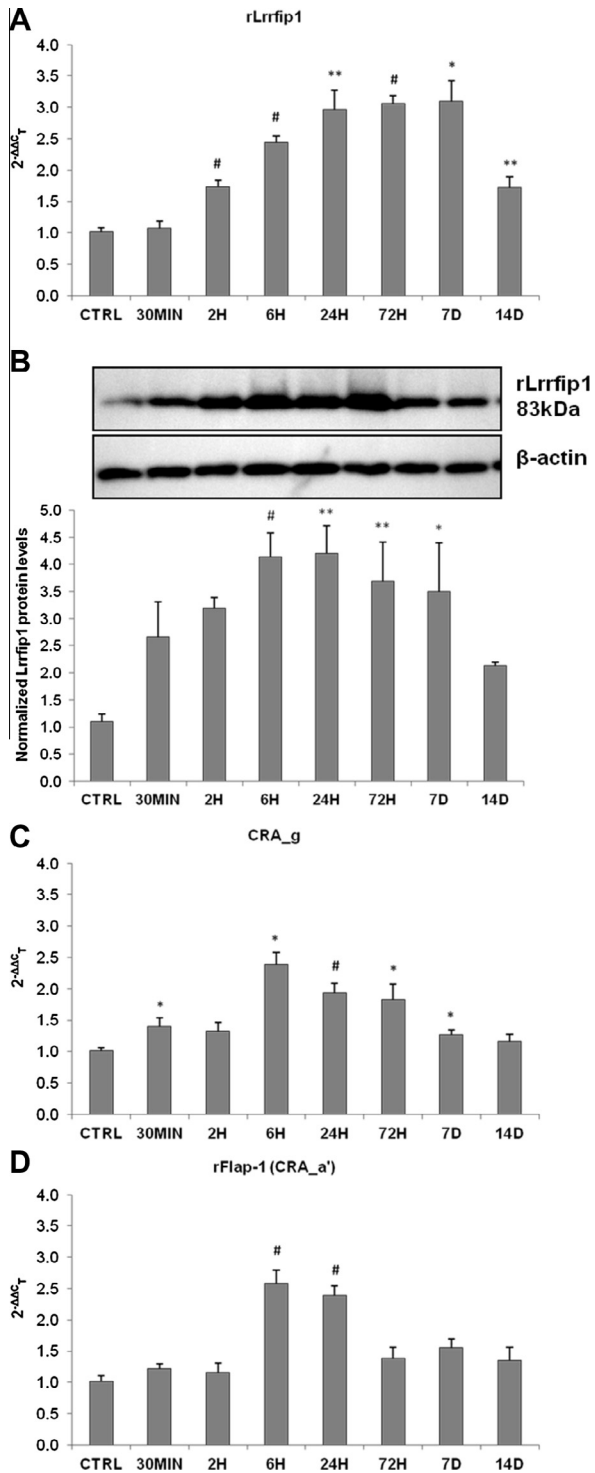 A
rLrrfip1
2-ΔΔCT
4.0
3.5
3.0
2.5
2.0
1.5
1.0
0.5
0.0
# # ** # * **
CTRL 30MIN 2H 6H 24H 72H 7D 14D
B
rLrrfip1
83kDa
β-actin
Normalized Lrrfip1 protein levels
5.0
4.5
4.0
3.5
3.0
2.5
2.0
1.5
1.0
0.5
0.0
# ** ** *
CTRL 30MIN 2H 6H 24H 72H 7D 14D
C
CRA_g
2-ΔΔCT
4.0
3.5
3.0
2.5
2.0
1.5
1.0
0.5
0.0
* * # * *
CTRL 30MIN 2H 6H 24H 72H 7D 14D
D
rFlap-1 (CRA_a')
2-ΔΔCT
4.0
3.5
3.0
2.5
2.0
1.5
1.0
0.5
0.0
# #
CTRL 30MIN 2H 6H 24H 72H 7D 14D